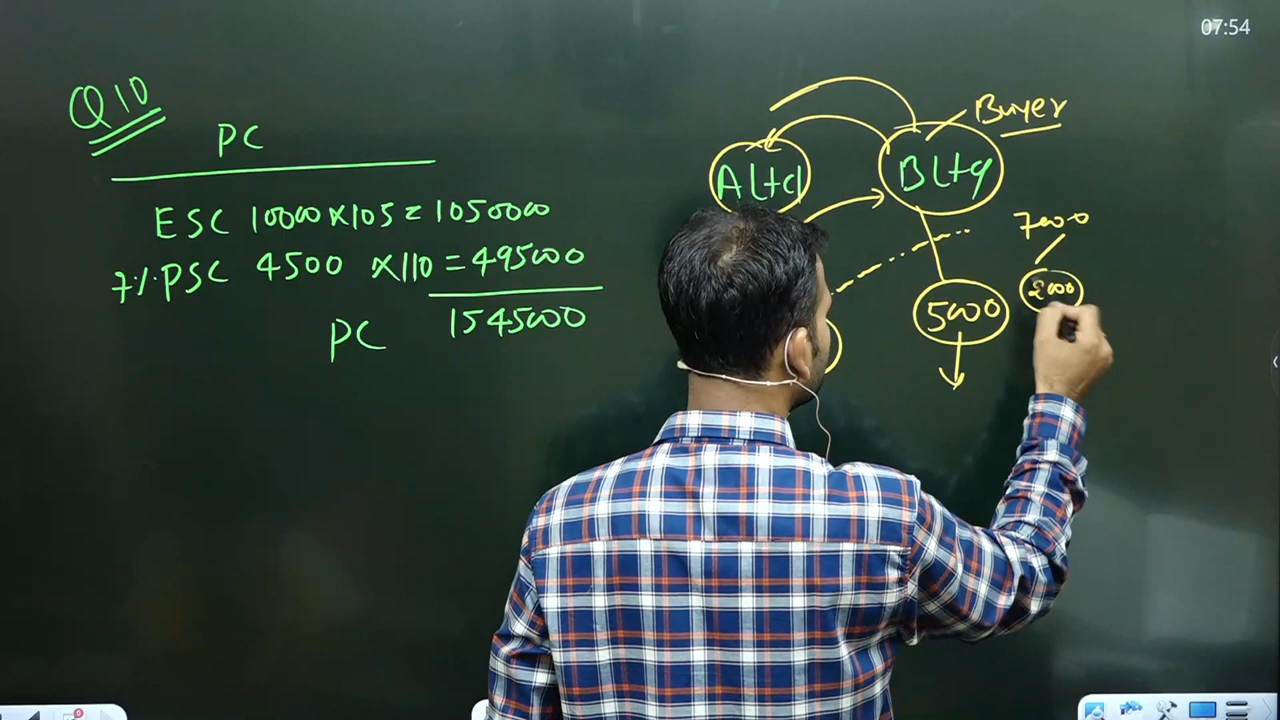 07:54
Q10
PC
ESC 10000 x 105 = 1050000
7% PSC 4500 x 110 = 495000
PC 1545000
Buyer
A Ltd
B Ltd
7000
2000
5000